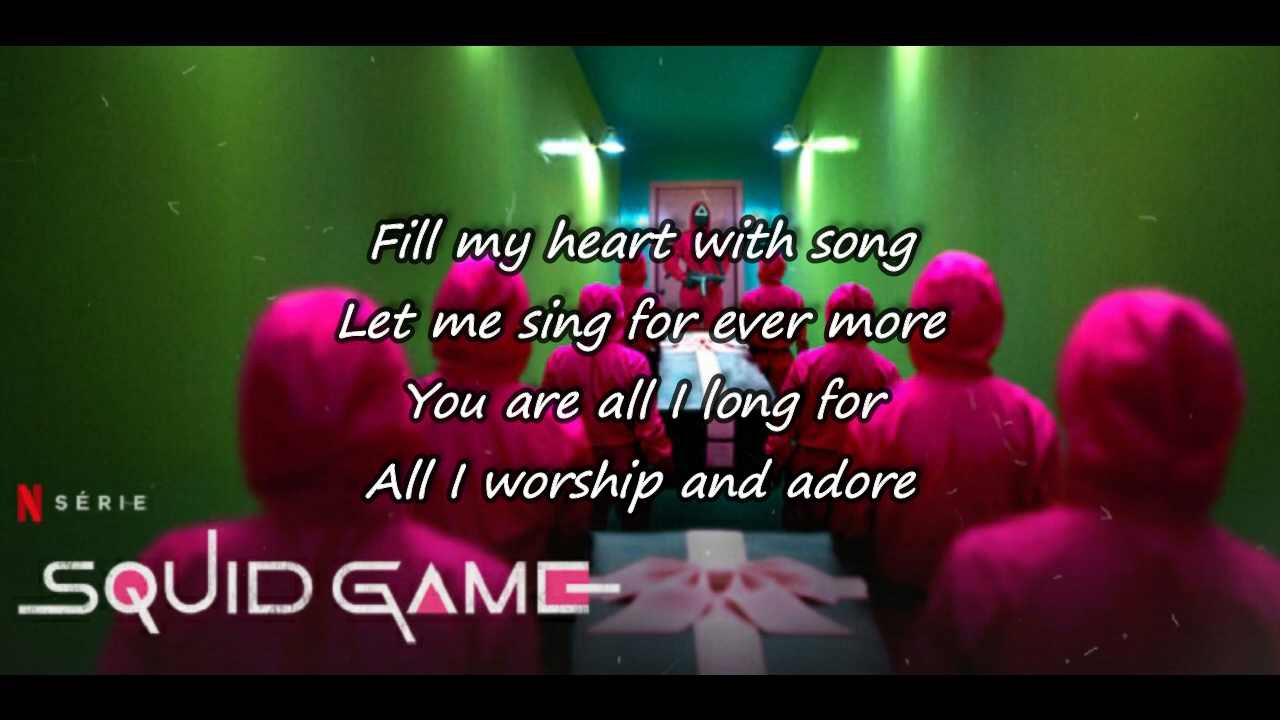 Fill my heart with song
Let me sing for ever more
You are all I long for
All I worship and adore
N SÉRIE
SQUID GAME